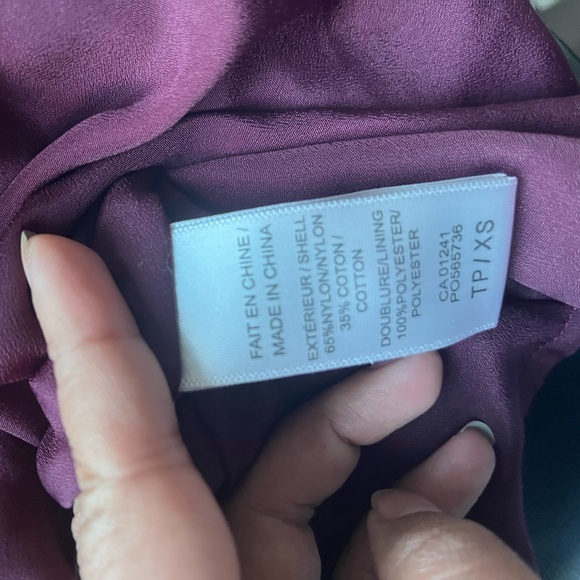 FAIT EN CHINE /
MADE IN CHINA
EXTÉRIEUR / SHELL
65%NYLON/NYLON
35% COTON /
COTTON
DOUBLURE/LINING
100%POLYESTER/
POLYESTER
CA 01241
PO565736
TP / XS